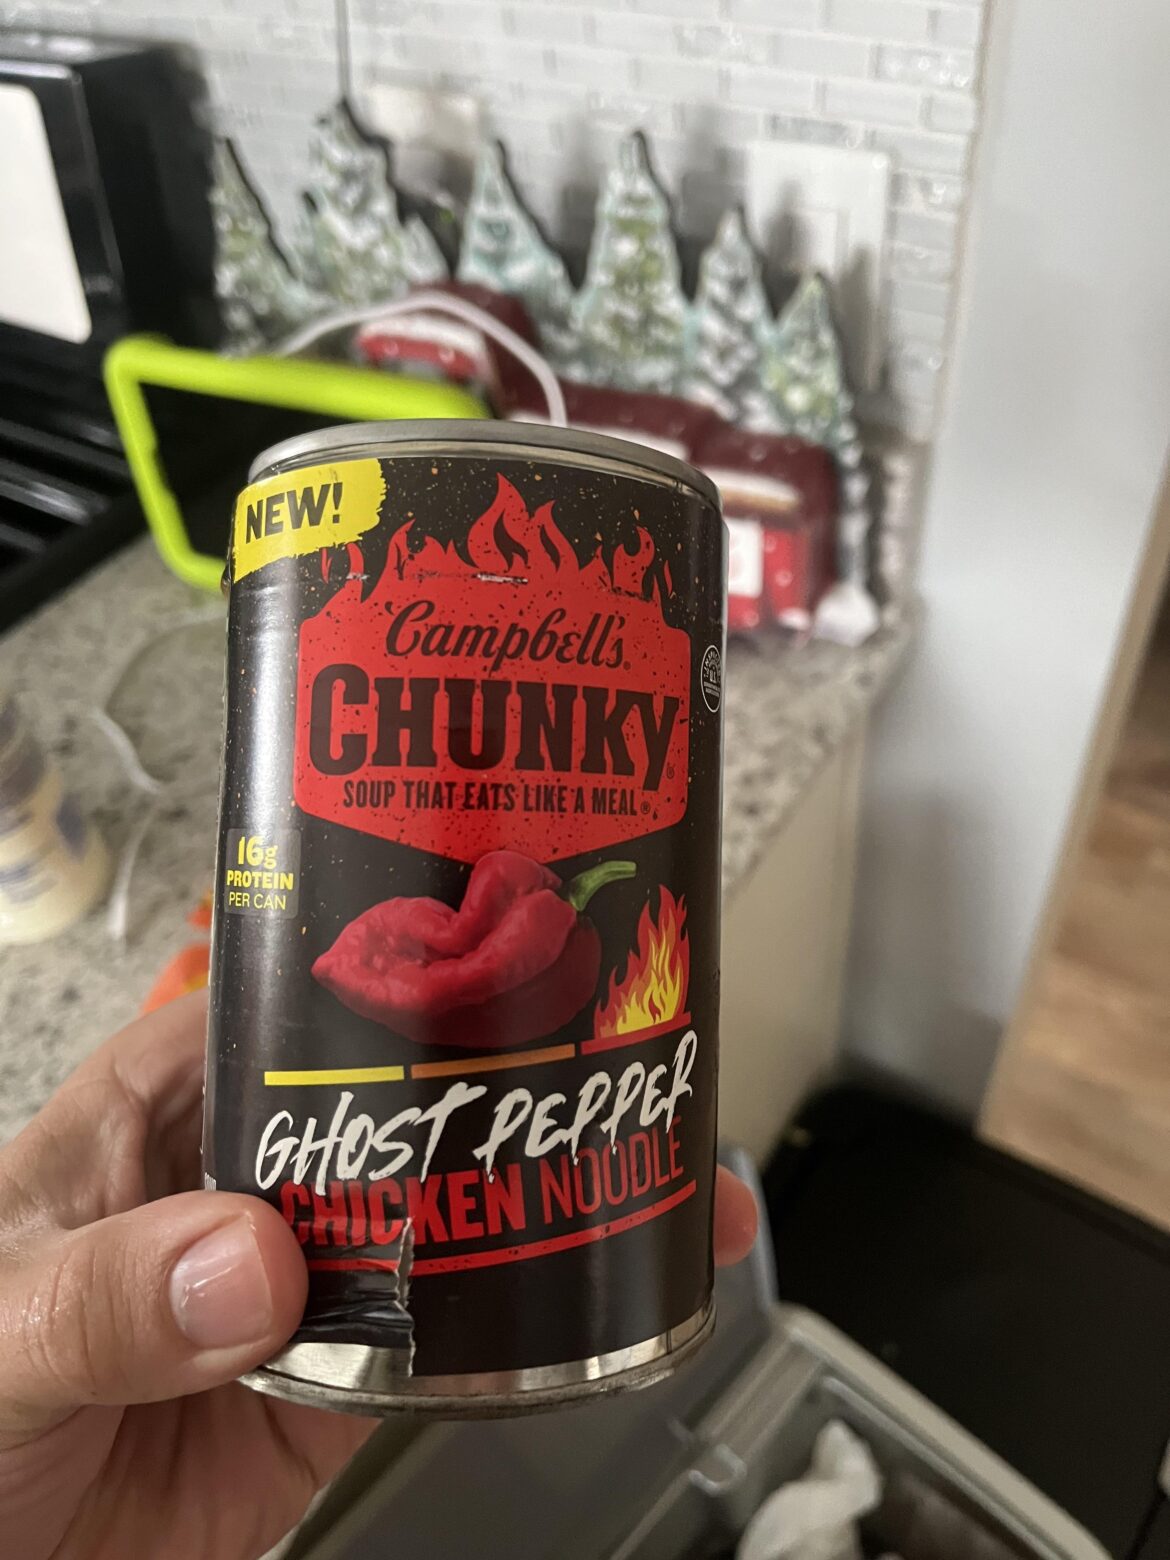 NEW!
Campbell's®
CHUNKY®
SOUP THAT EATS LIKE A MEAL®
16g
PROTEIN
PER CAN
GHOST PEPPER
CHICKEN NOODLE